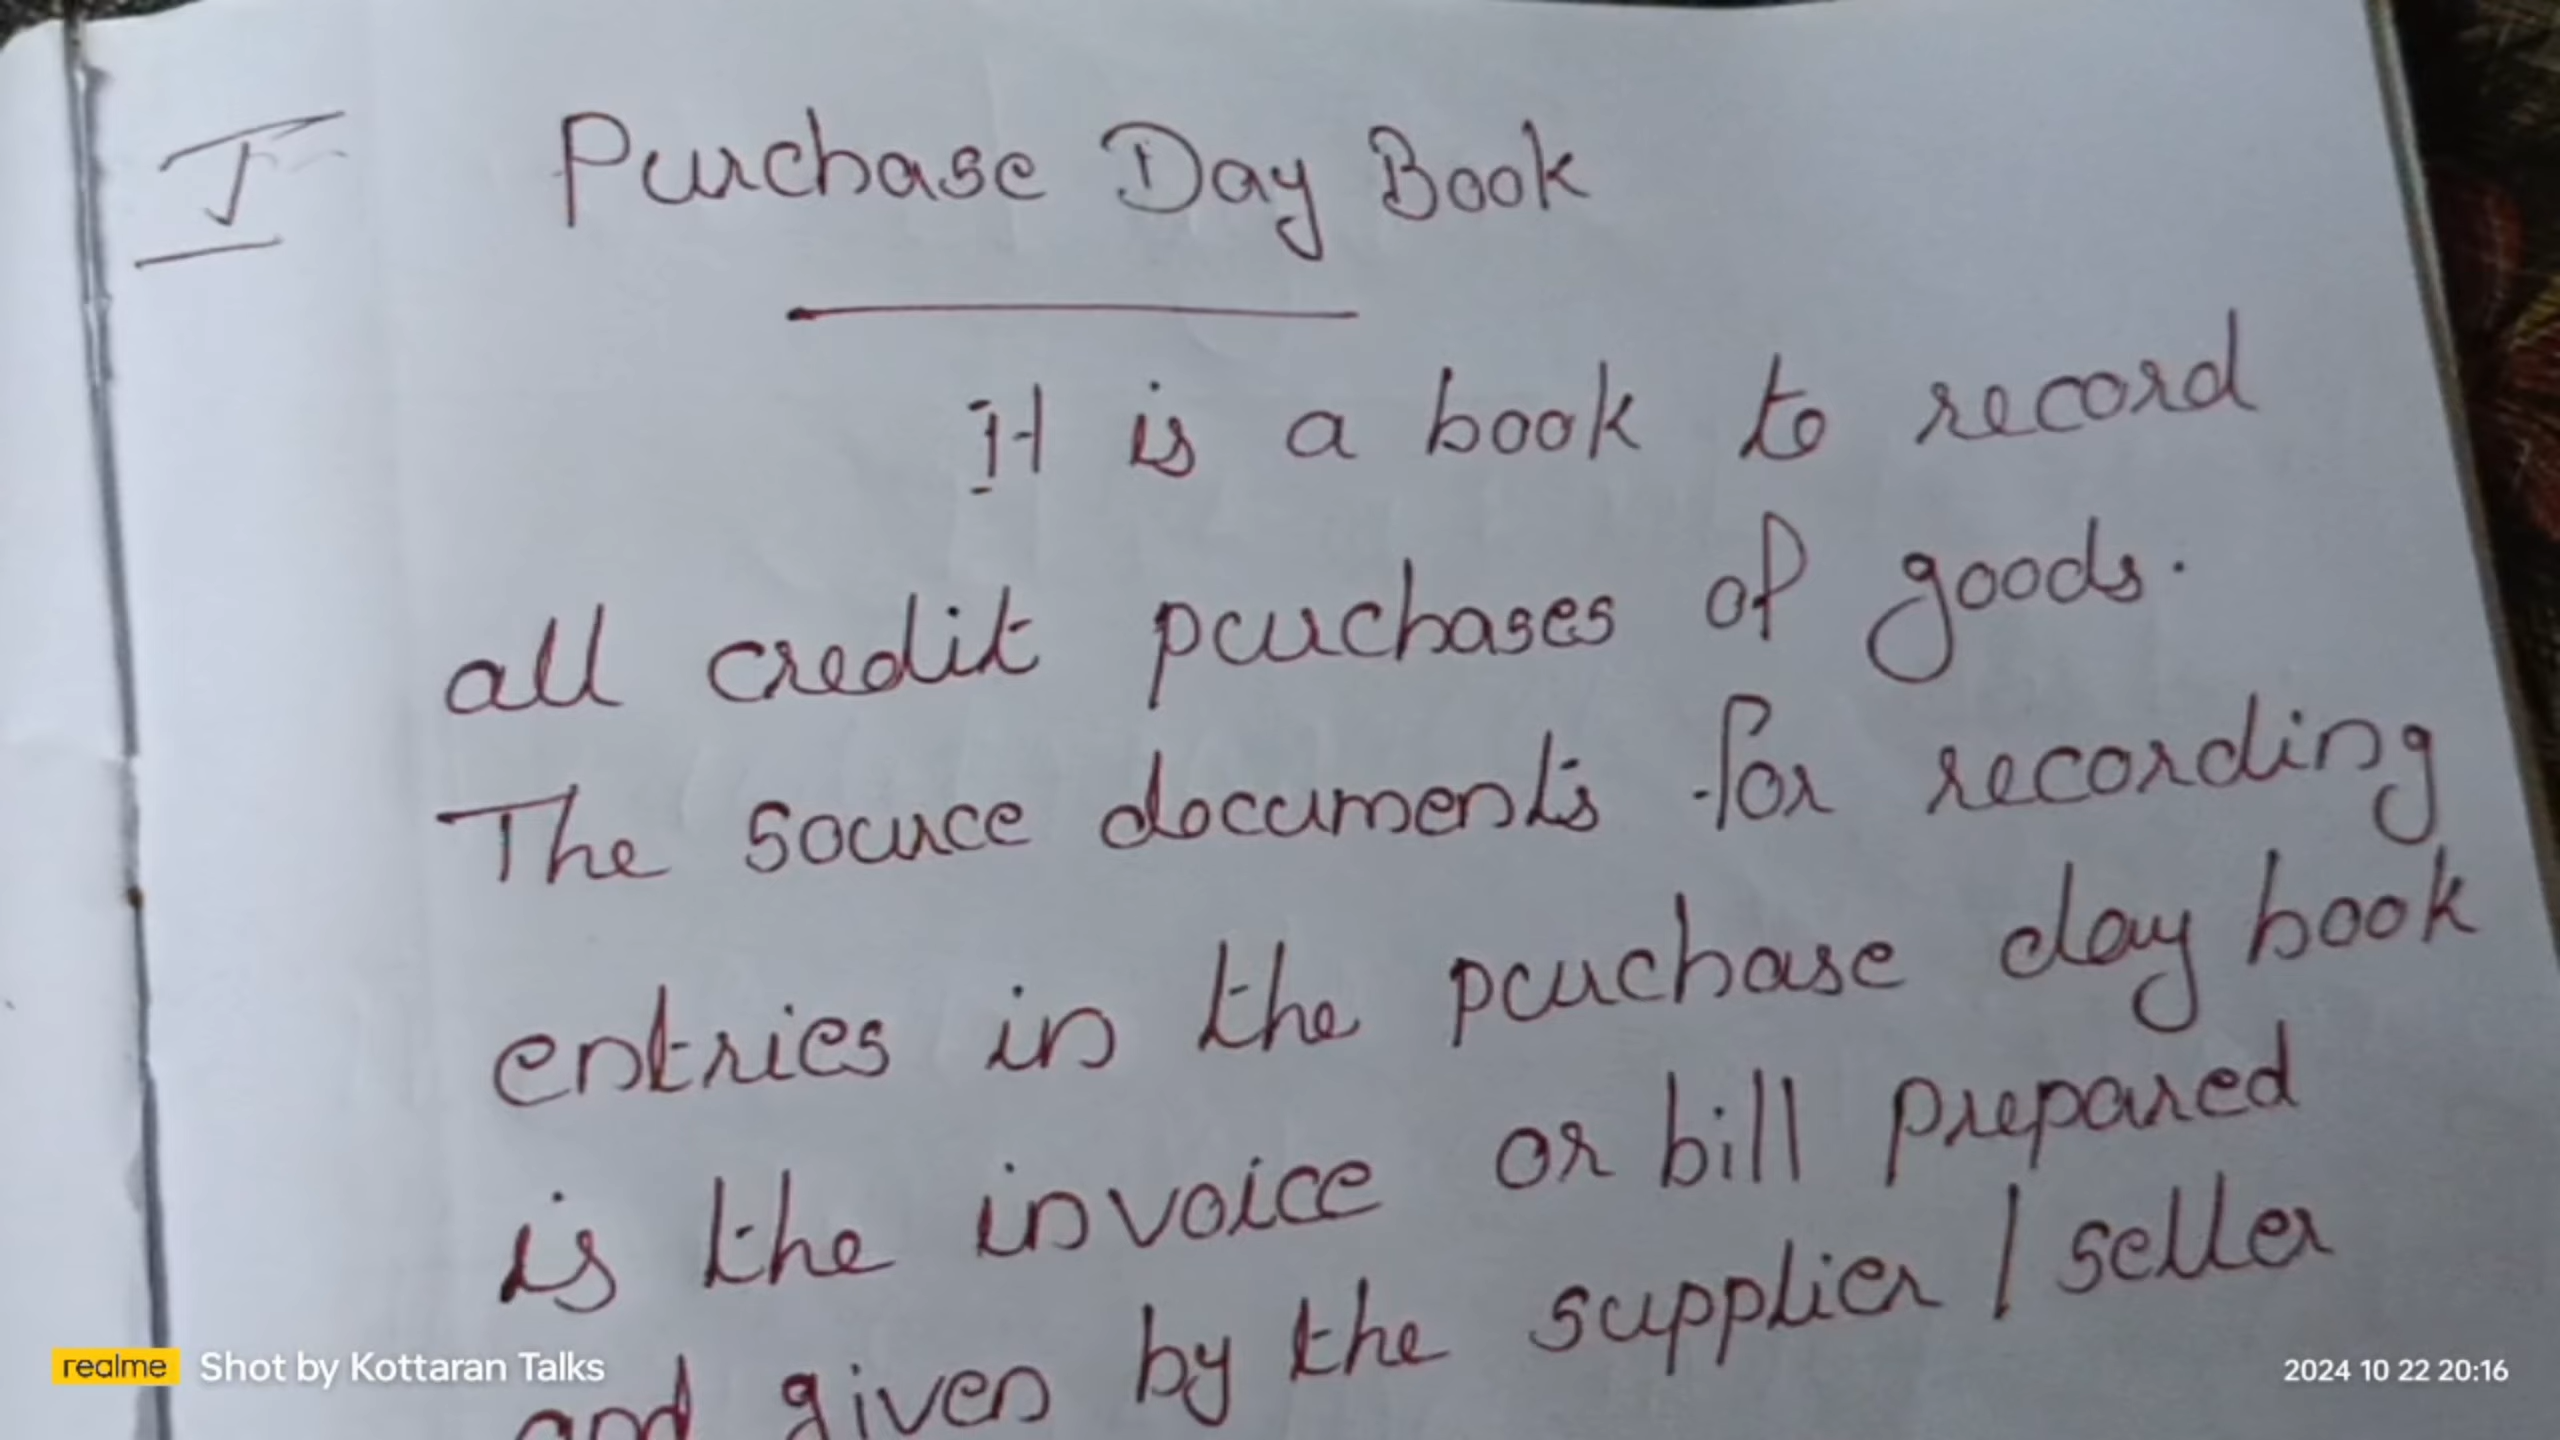 I Purchase Day Book
It is a book to record
all credit purchases of goods.
The source documents for recording
entries in the purchase day book
is the invoice or bill prepared
and given by the supplier / seller
realme Shot by Kottaran Talks
2024 10 22 20:16